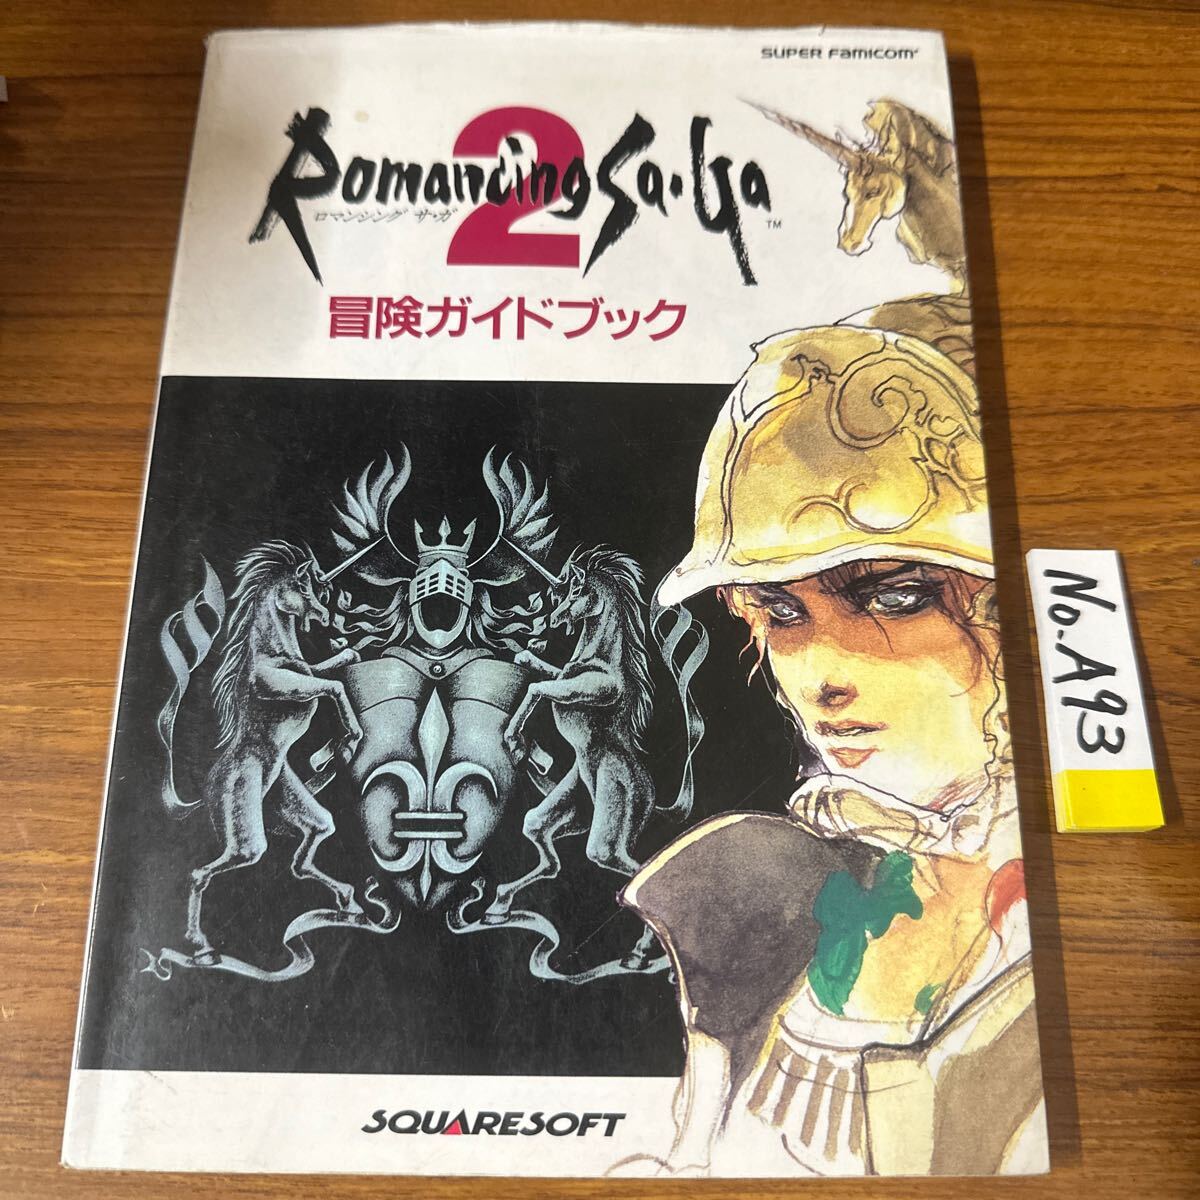 SUPER FAMICOM
Romancing Sa·Ga 2 ™
ロマンシング サ・ガ
冒険ガイドブック
No.A93
SQUARESOFT